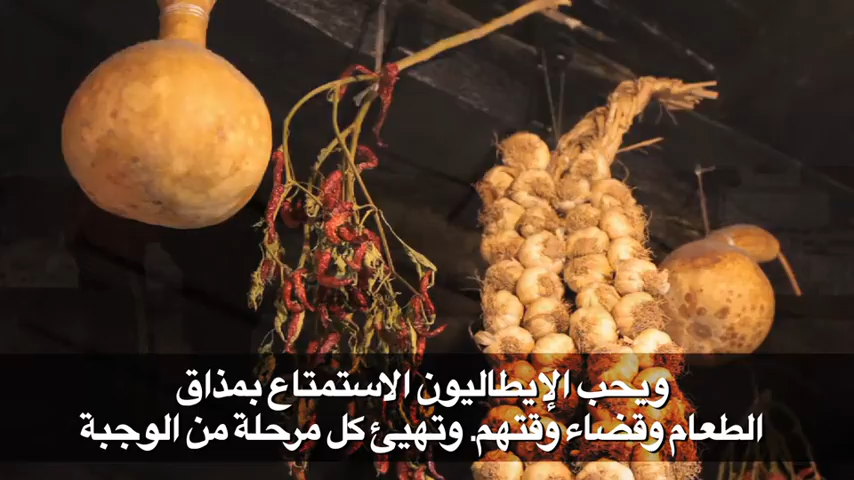 ويحب الإيطاليون الاستمتاع بمذاق
الطعام وقضاء وقتهم. وتهيئ كل مرحلة من الوجبة